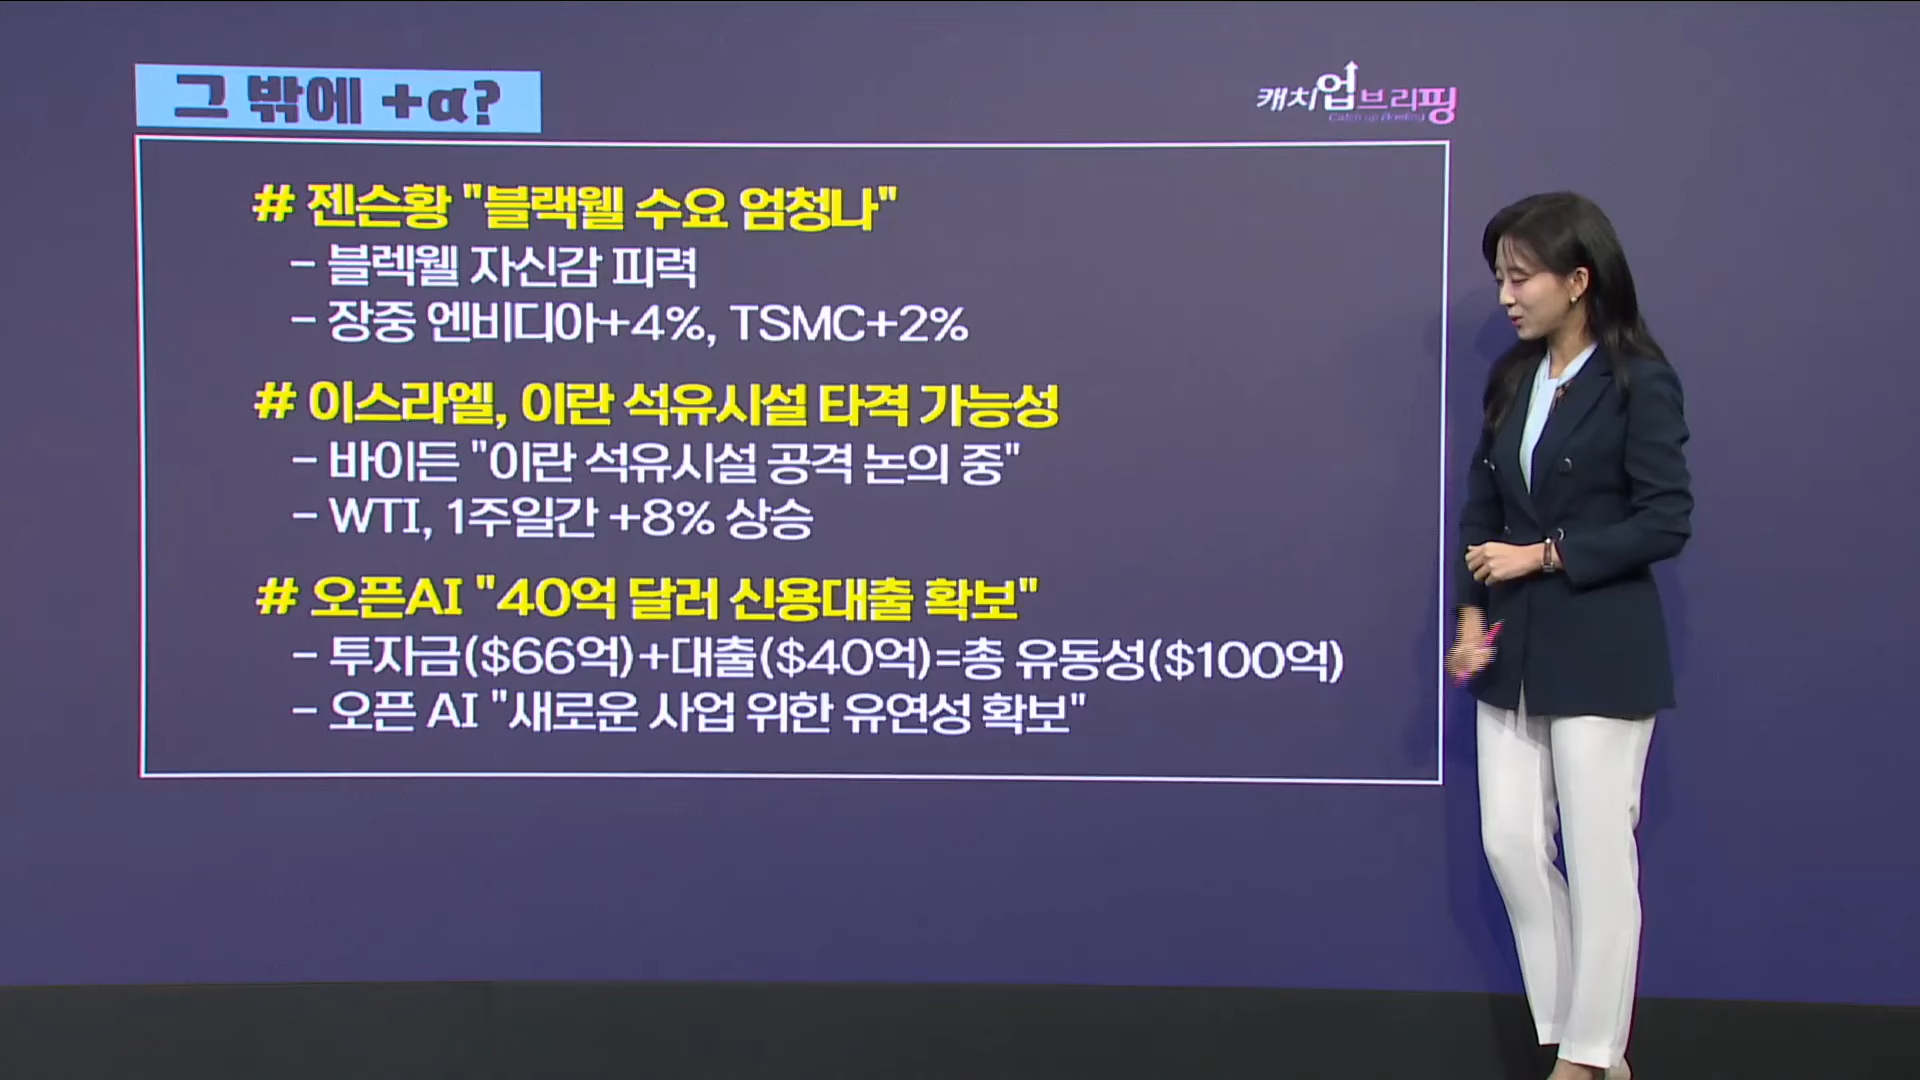 그 밖에 +α?
캐치업브리핑
Catch up Briefing
# 젠슨황 "블랙웰 수요 엄청나"
- 블렉웰 자신감 피력
- 장중 엔비디아+4%, TSMC+2%
# 이스라엘, 이란 석유시설 타격 가능성
- 바이든 "이란 석유시설 공격 논의 중"
- WTI, 1주일간 +8% 상승
# 오픈AI "40억 달러 신용대출 확보"
- 투자금($66억)+대출($40억)=총 유동성($100억)
- 오픈 AI "새로운 사업 위한 유연성 확보"